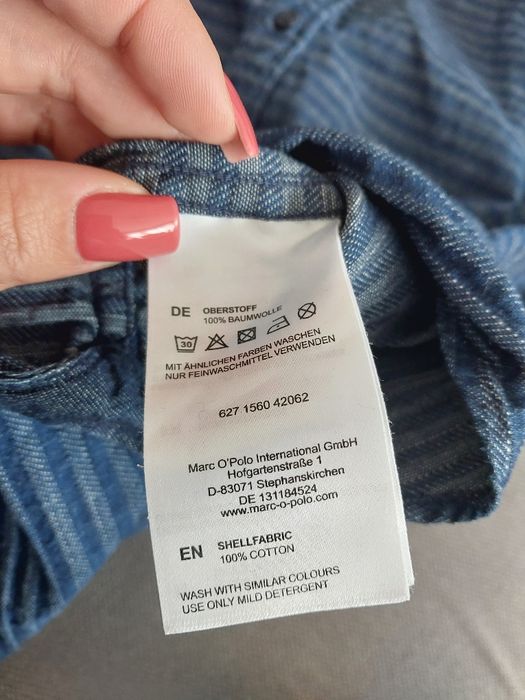 DE OBERSTOFF
100% BAUMWOLLE
30
MIT ÄHNLICHEN FARBEN WASCHEN
NUR FEINWASCHMITTEL VERWENDEN
627 1560 42062
Marc O'Polo International GmbH
Hofgartenstraße 1
D-83071 Stephanskirchen
DE 131184524
www.marc-o-polo.com
EN SHELLFABRIC
100% COTTON
WASH WITH SIMILAR COLOURS
USE ONLY MILD DETERGENT